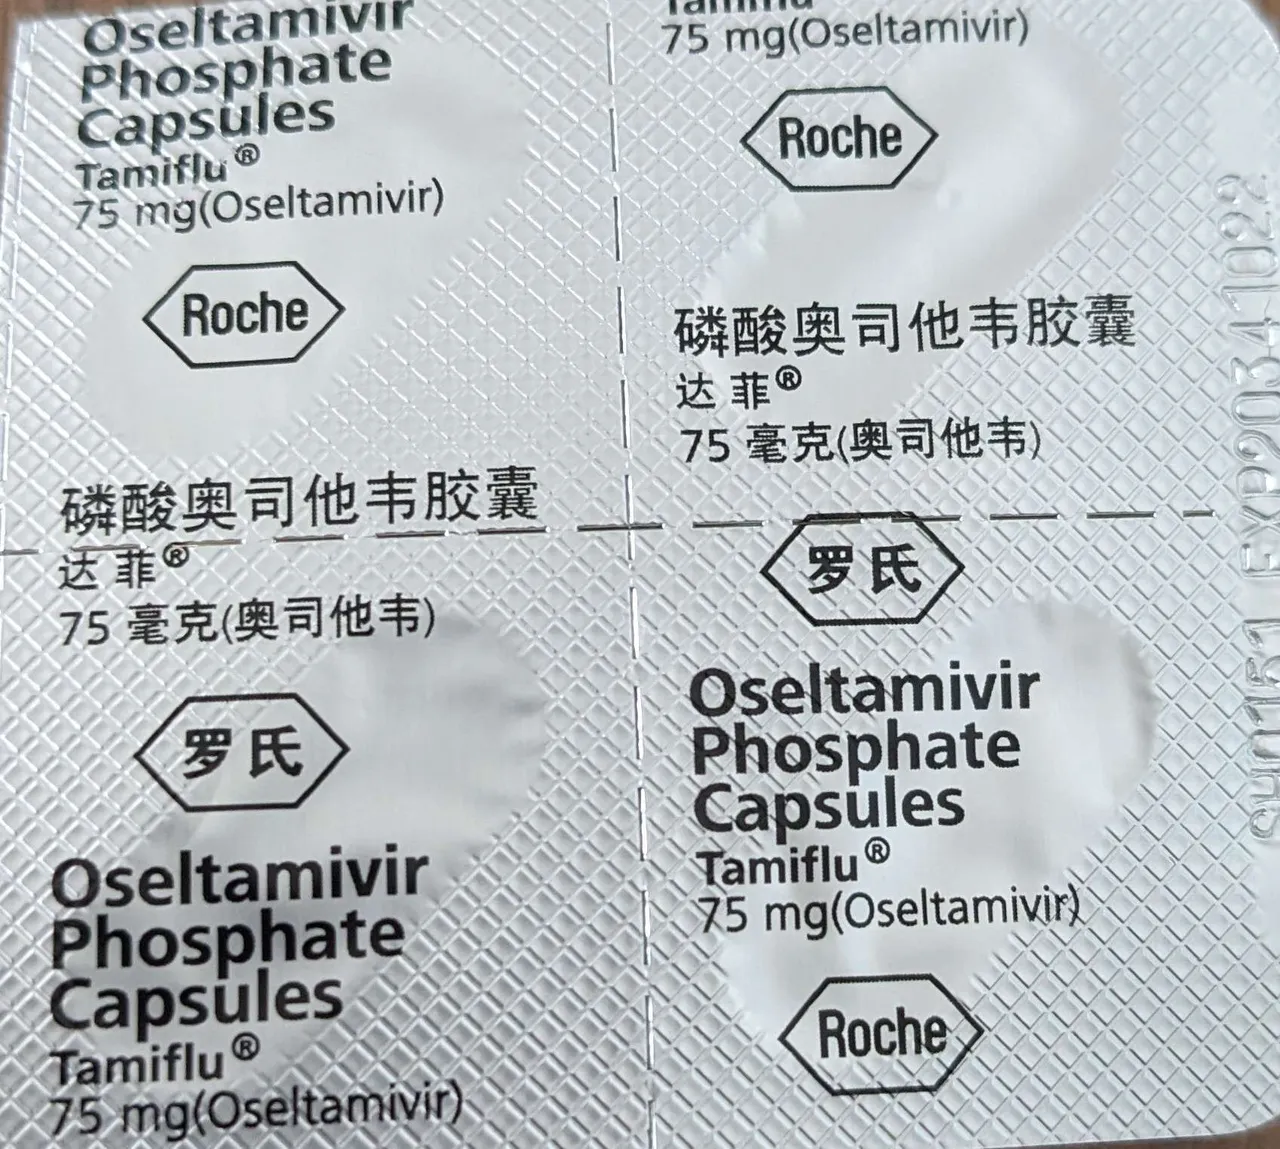 Oseltamivir
Phosphate
Capsules
Tamiflu®
75 mg(Oseltamivir)
Roche
磷酸奥司他韦胶囊
达菲®
75 毫克(奥司他韦)
罗氏
Oseltamivir
Phosphate
Capsules
Tamiflu®
75 mg(Oseltamivir)
Tamiflu
75 mg(Oseltamivir)
Roche
磷酸奥司他韦胶囊
达菲®
75 毫克(奥司他韦)
罗氏
Oseltamivir
Phosphate
Capsules
Tamiflu®
75 mg(Oseltamivir)
Roche
EXP20341022